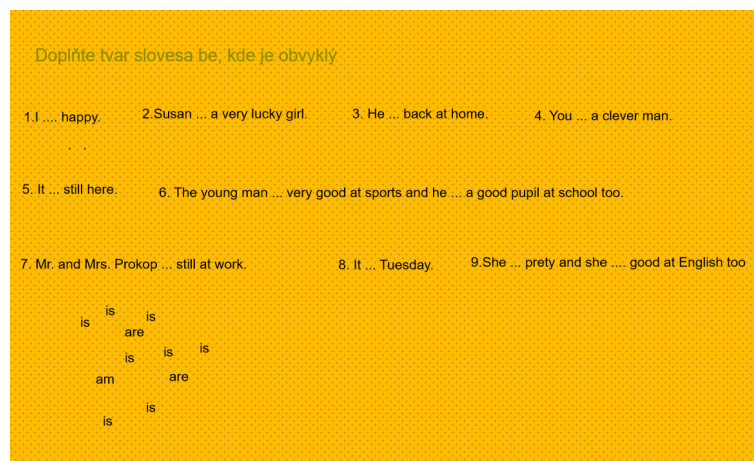 Doplňte tvar slovesa be, kde je obvyklý
1.I .... happy.
2.Susan ... a very lucky girl.
3. He ... back at home.
4. You ... a clever man.
. .
5. It ... still here.
6. The young man ... very good at sports and he ... a good pupil at school too.
7. Mr. and Mrs. Prokop ... still at work.
8. It ... Tuesday.
9.She ... prety and she .... good at English too
is
is
is
are
is
is
is
am
are
is
is